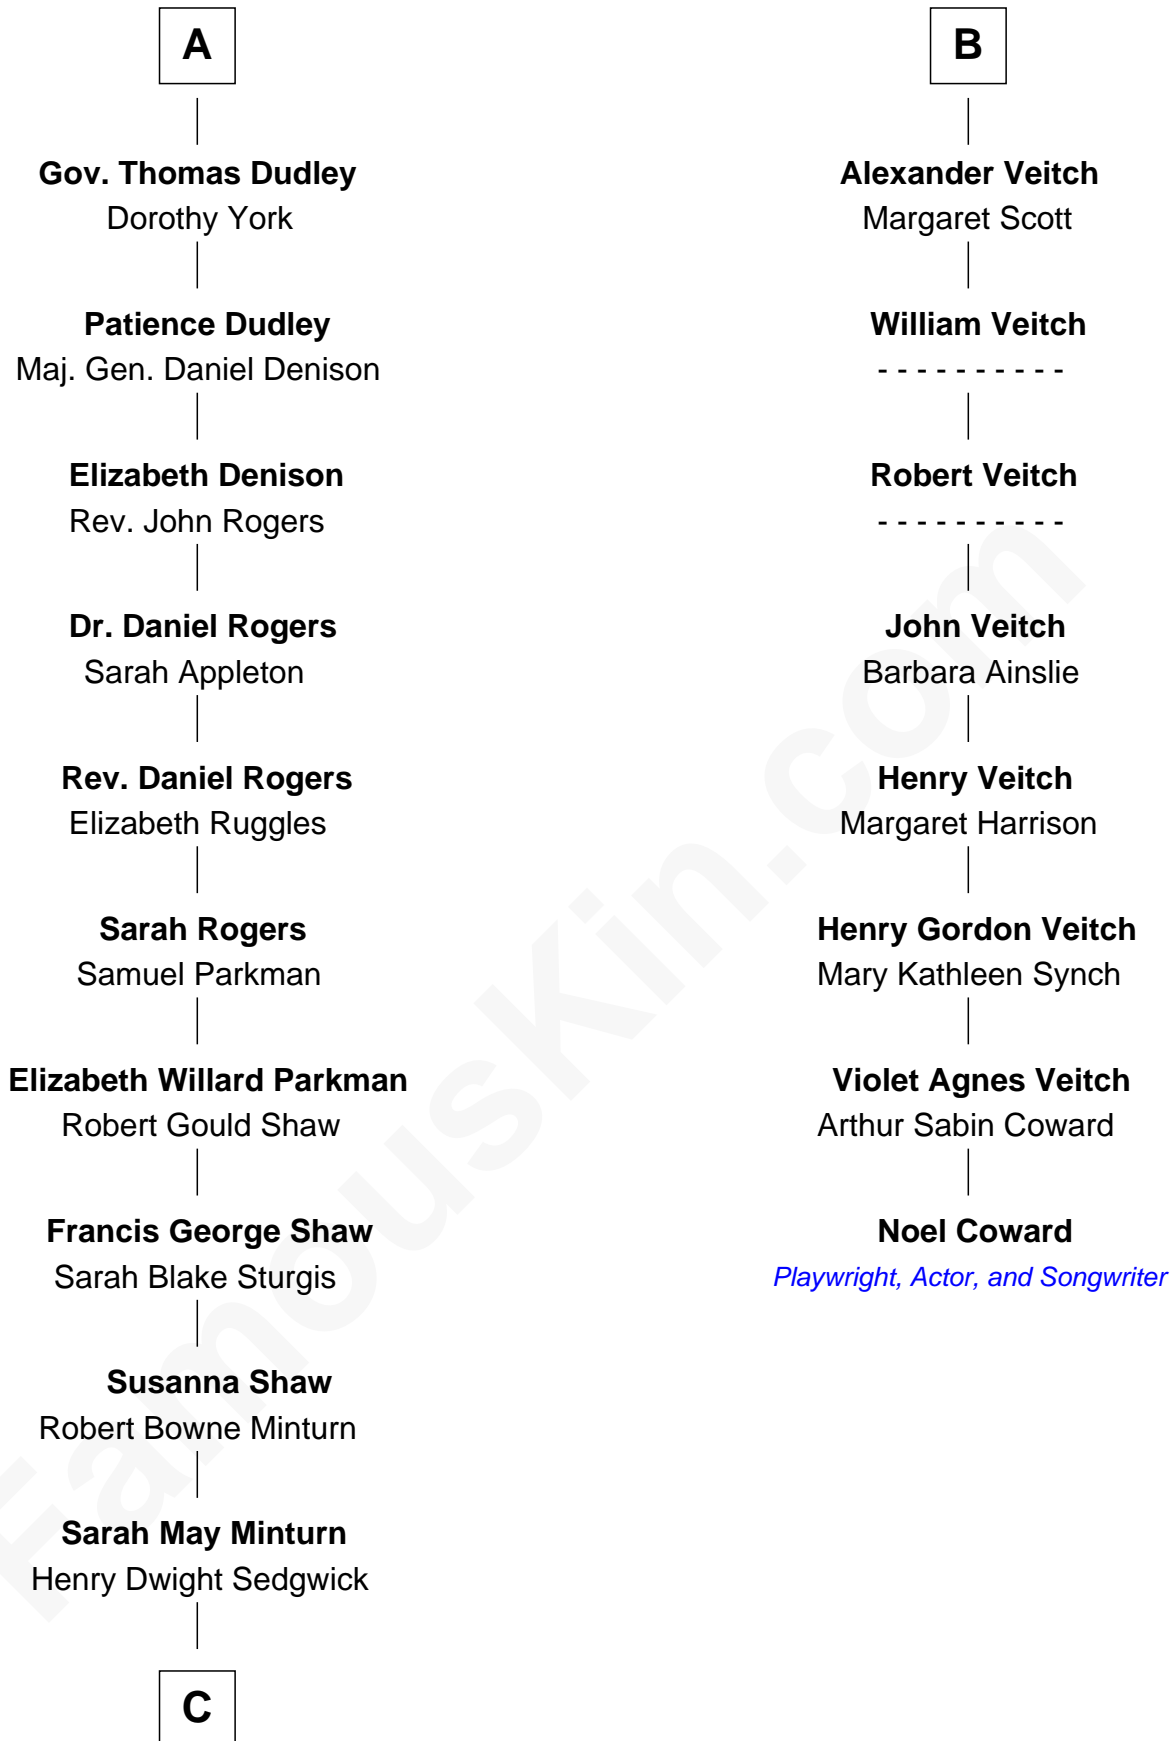 A
Gov. Thomas Dudley
Dorothy York
Patience Dudley
Maj. Gen. Daniel Denison
Elizabeth Denison
Rev. John Rogers
Dr. Daniel Rogers
Sarah Appleton
Rev. Daniel Rogers
Elizabeth Ruggles
Sarah Rogers
Samuel Parkman
Elizabeth Willard Parkman
Robert Gould Shaw
Francis George Shaw
Sarah Blake Sturgis
Susanna Shaw
Robert Bowne Minturn
Sarah May Minturn
Henry Dwight Sedgwick
C
B
Alexander Veitch
Margaret Scott
William Veitch
- - - - - - - - - -
Robert Veitch
- - - - - - - - - -
John Veitch
Barbara Ainslie
Henry Veitch
Margaret Harrison
Henry Gordon Veitch
Mary Kathleen Synch
Violet Agnes Veitch
Arthur Sabin Coward
Noel Coward
Playwright, Actor, and Songwriter
FamousKin.com